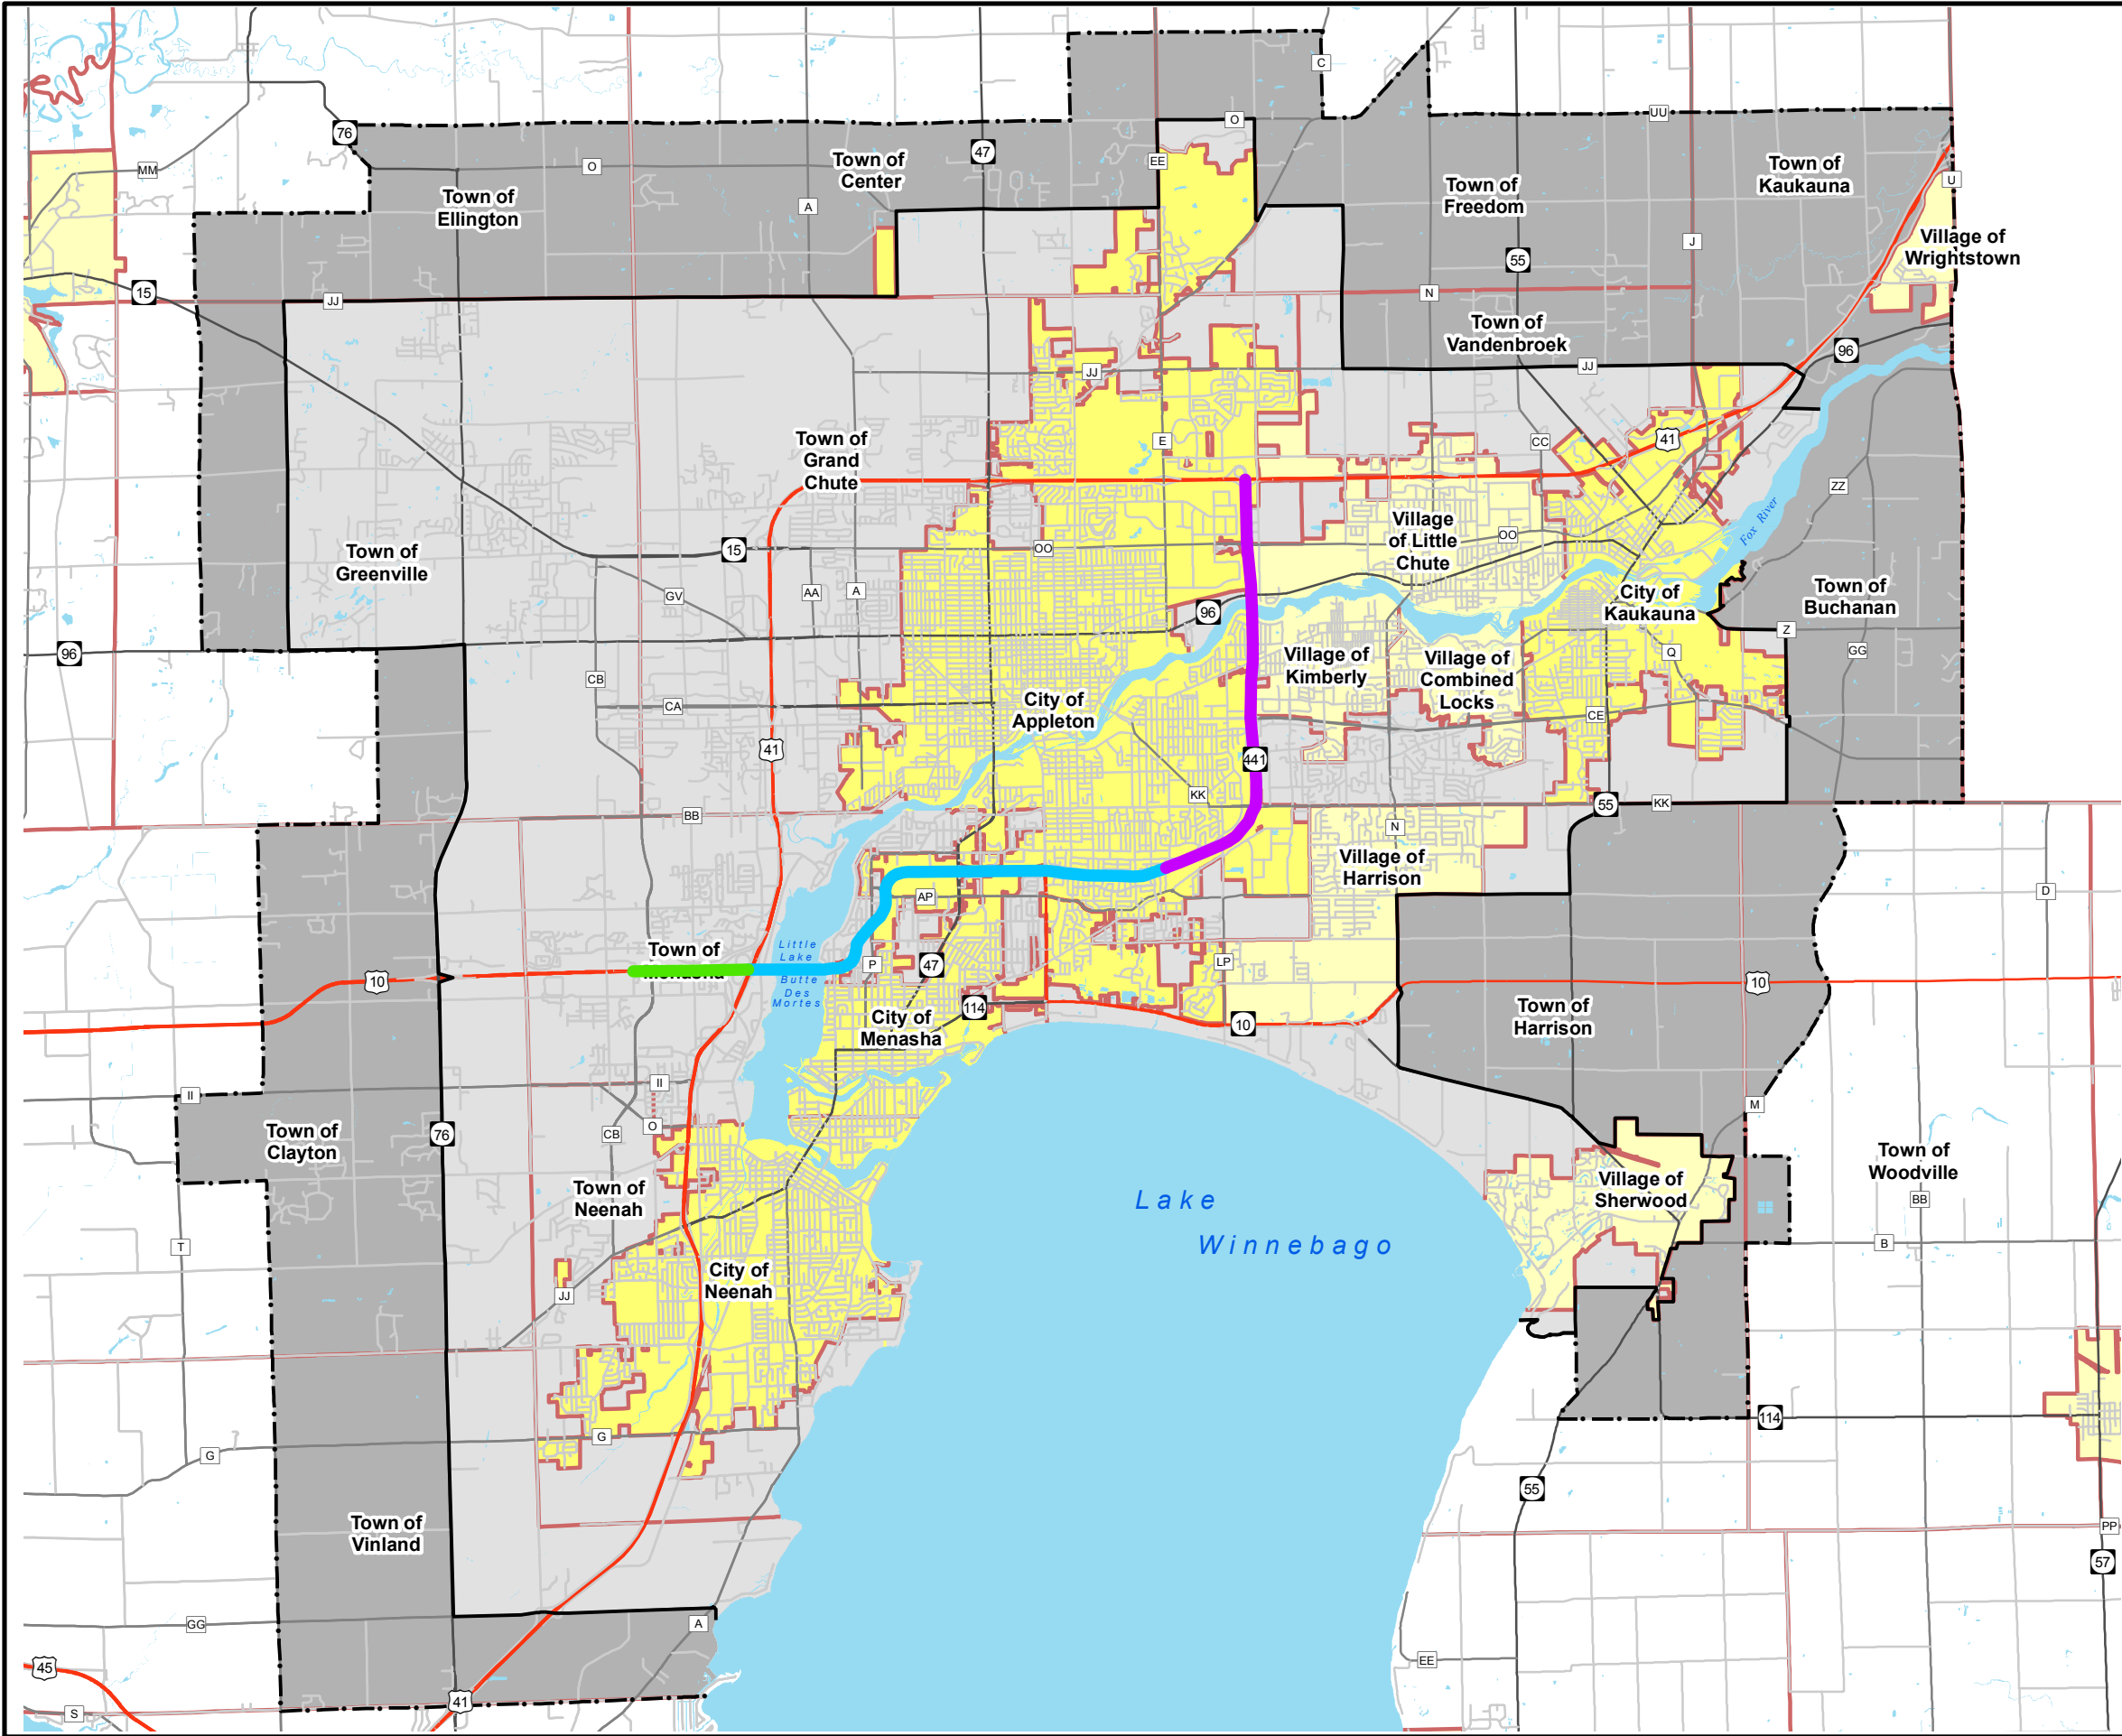 C
O
UU
76
47
Town of
Center
EE
MM
O
Town of
Ellington
A
Town of
Freedom
Town of
Kaukauna
U
J
Village of
Wrightstown
55
15
JJ
N
Town of
Vandenbroek
96
JJ
JJ
Town of
Grand
Chute
E
CC
41
ZZ
Fox River
Village
of Little
Chute
OO
OO
15
Town of
Greenville
GV
AA
A
96
City of
Kaukauna
Town of
Buchanan
Z
96
Q
GG
CB
Village of
Kimberly
Village of
Combined
Locks
City of
Appleton
CA
CE
41
441
KK
55
KK
BB
N
Village of
Harrison
AP
D
Town of
Menasha
Little
Lake
Butte
Des
Mortes
P
47
LP
10
10
114
City of
Menasha
10
Town of
Harrison
II
II
M
O
CB
76
Town of
Clayton
Town of
Woodville
BB
Town of
Neenah
Village of
Sherwood
Lake
Winnebago
T
B
City of
Neenah
JJ
114
G
G
55
Town of
Vinland
PP
57
GG
A
EE
45
41
S